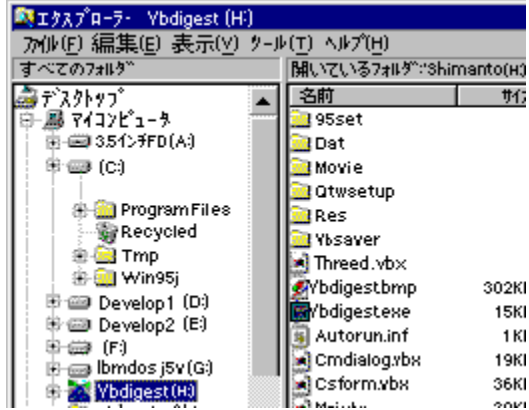 エクスプローラー Ybdigest (H:)
ファイル(F) 編集(E) 表示(V) ツール(T) ヘルプ(H)
すべてのフォルダ
デスクトップ
マイコンピュータ
3.5インチFD(A:)
(C:)
Program Files
Recycled
Tmp
Win95j
Develop1 (D:)
Develop2 (E:)
(F:)
Ibmdos j5v(G:)
Ybdigest(H:)
開いているフォルダ:'Shimanto(H:)
名前 サイズ
95set
Dat
Movie
Qtwsetup
Res
Ybsaver
Threed.vbx
Ybdigest.bmp 302K
Ybdigest.exe 15K
Autorun.inf 1K
Cmdialog.vbx 19K
Csform.vbx 36K